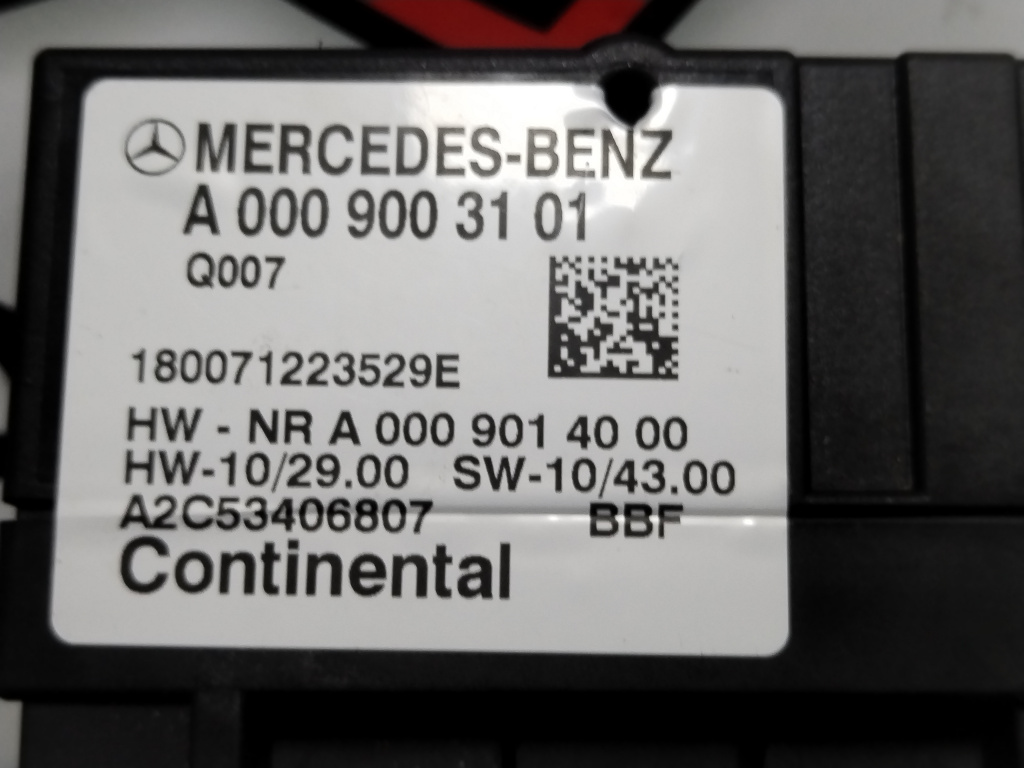 MERCEDES-BENZ
A 000 900 31 01
Q007
180071223529E
HW - NR A 000 901 40 00
HW-10/29.00 SW-10/43.00
A2C53406807 BBF
Continental